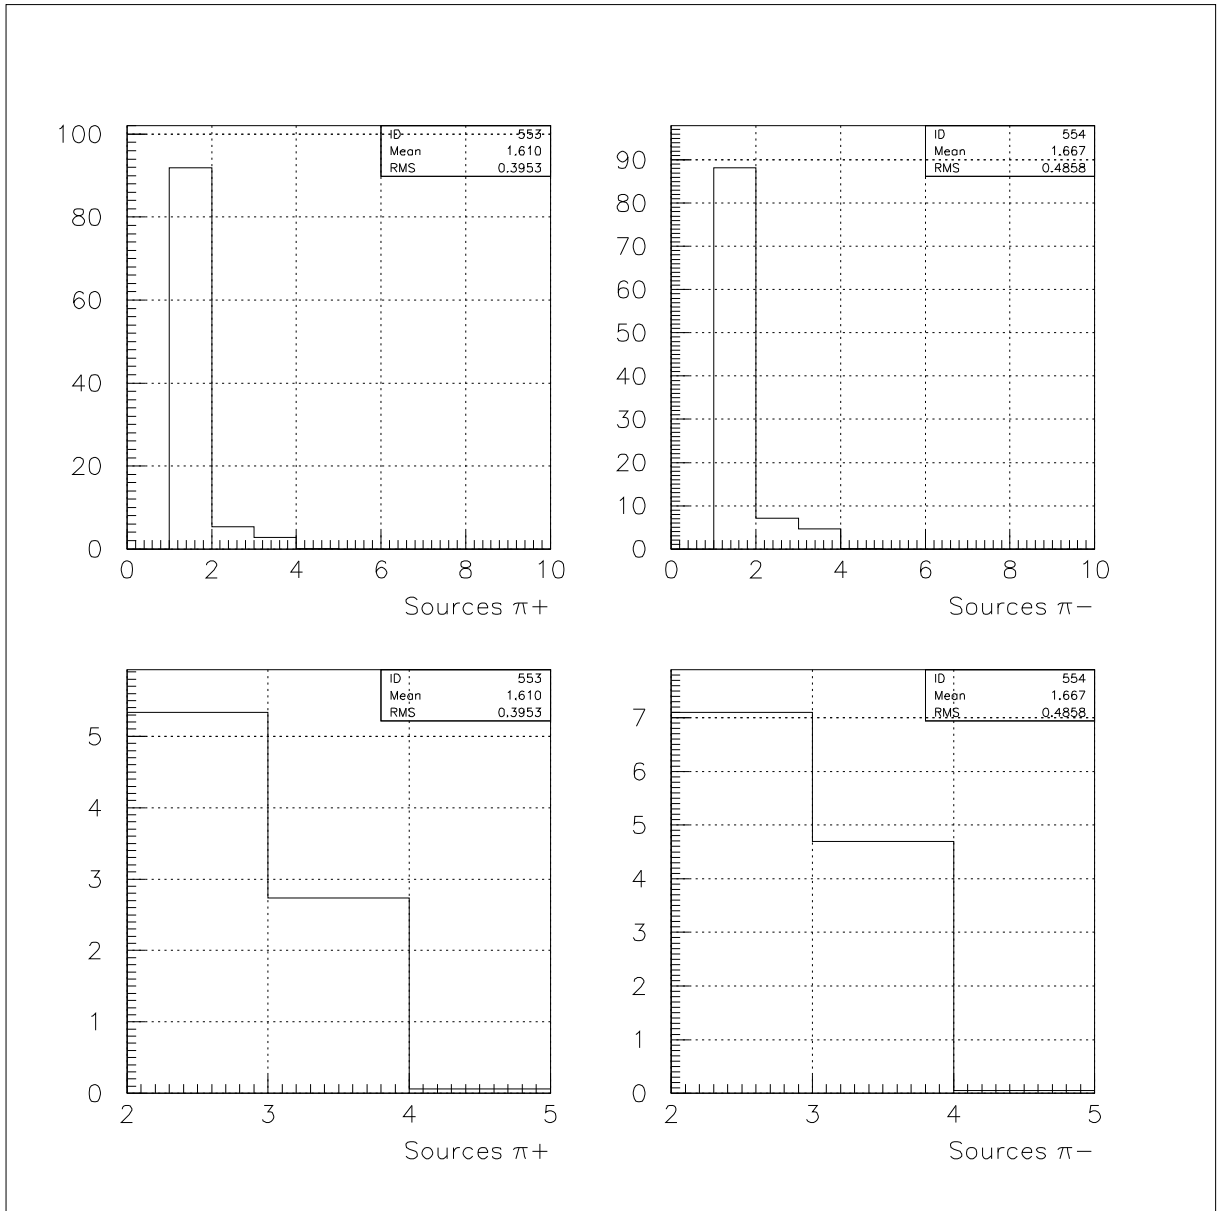 ID 553
Mean 1.610
RMS 0.3953
100
80
60
40
20
0
0 2 4 6 8 10
Sources π+
ID 554
Mean 1.667
RMS 0.4858
90
80
70
60
50
40
30
20
10
0
0 2 4 6 8 10
Sources π−
ID 553
Mean 1.610
RMS 0.3953
5
4
3
2
1
0
2 3 4 5
Sources π+
ID 554
Mean 1.667
RMS 0.4858
7
6
5
4
3
2
1
0
2 3 4 5
Sources π−